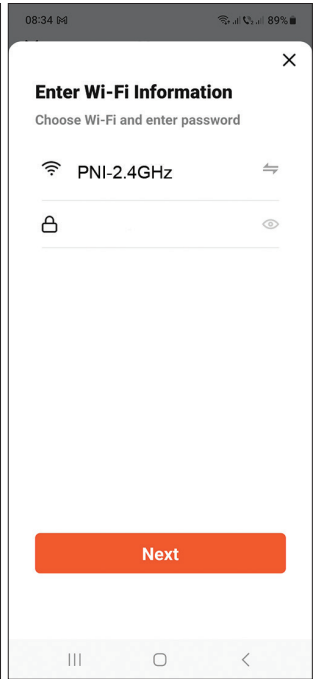 08:34 89%
Enter Wi-Fi Information
Choose Wi-Fi and enter password
PNI-2.4GHz
Next